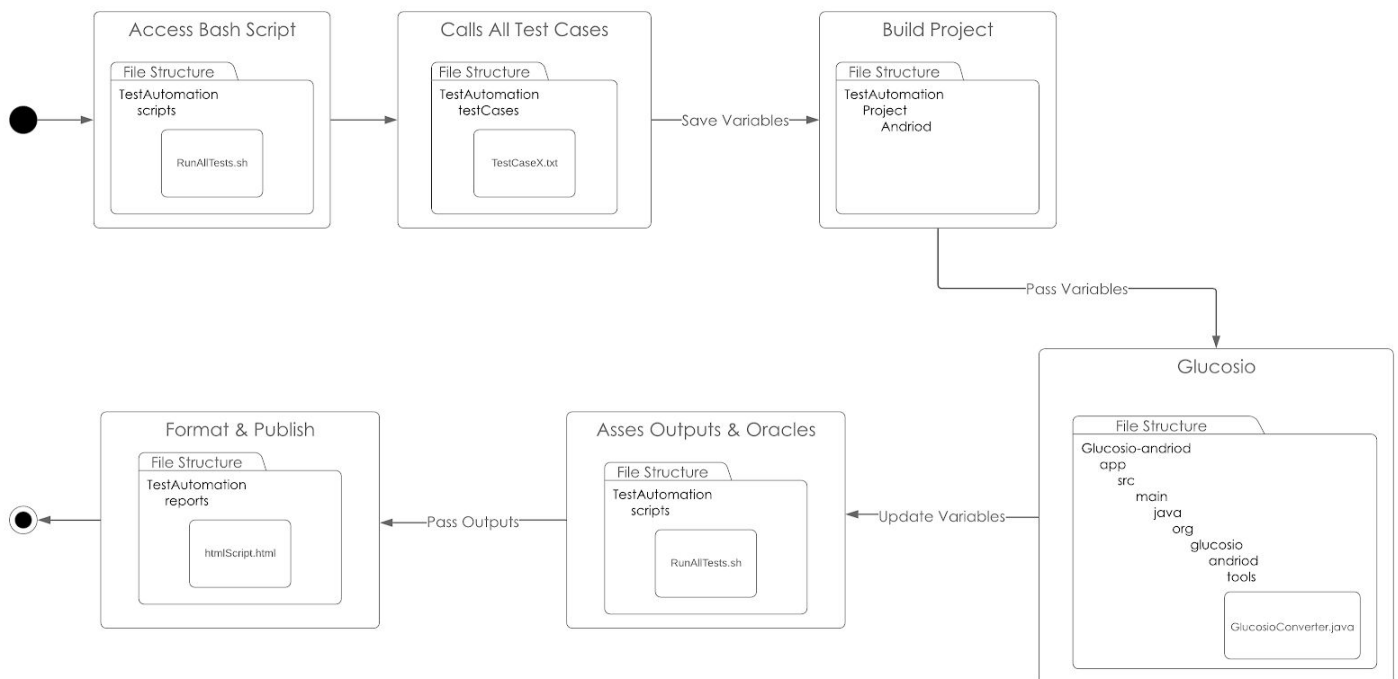 Access Bash Script
File Structure
TestAutomation
scripts
RunAllTests.sh
Calls All Test Cases
File Structure
TestAutomation
testCases
TestCaseX.txt
Save Variables
Build Project
File Structure
TestAutomation
Project
Andriod
Pass Variables
Glucosio
File Structure
Glucosio-andriod
app
src
main
java
org
glucosio
andriod
tools
GlucosioConverter.java
Update Variables
Asses Outputs & Oracles
File Structure
TestAutomation
scripts
RunAllTests.sh
Pass Outputs
Format & Publish
File Structure
TestAutomation
reports
htmlScript.html